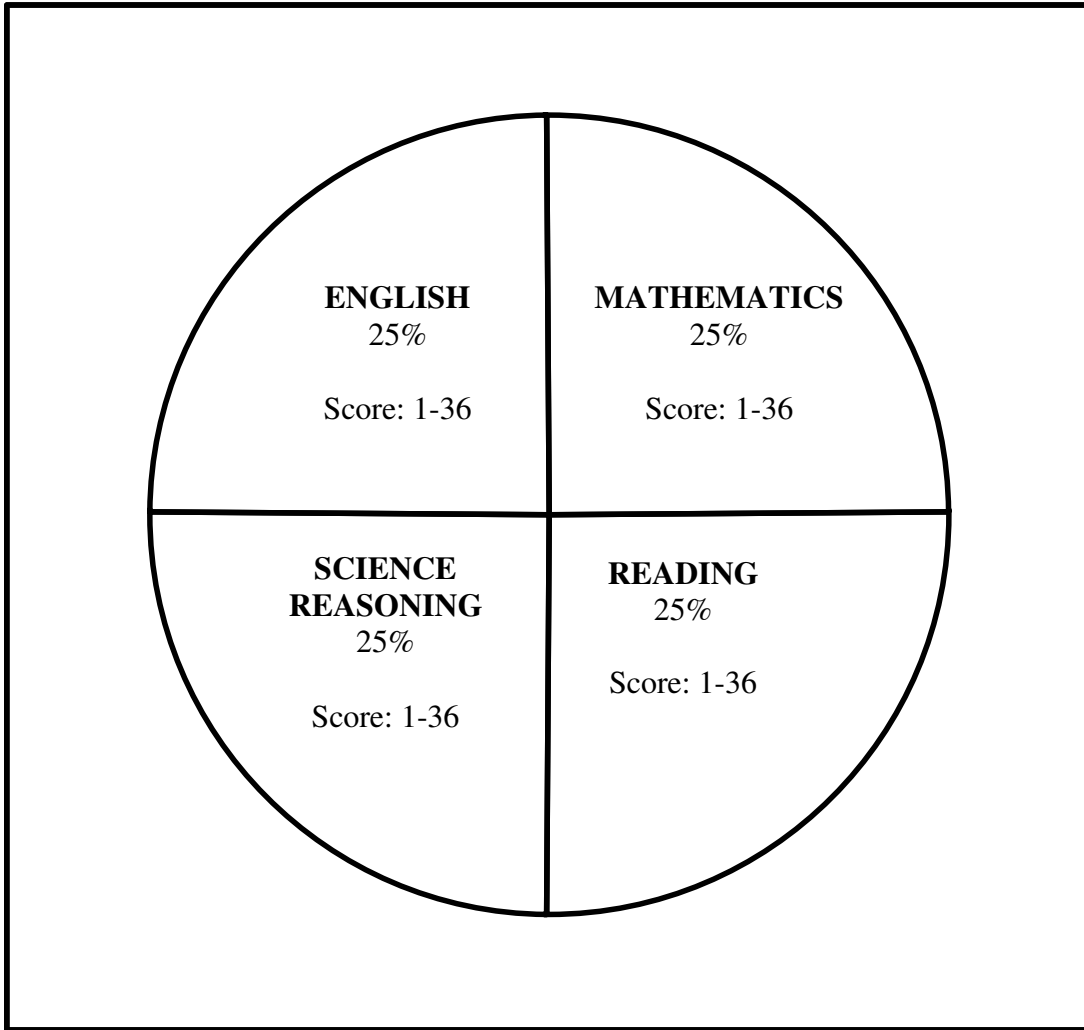 ENGLISH
25%
Score: 1-36
MATHEMATICS
25%
Score: 1-36
SCIENCE
REASONING
25%
Score: 1-36
READING
25%
Score: 1-36